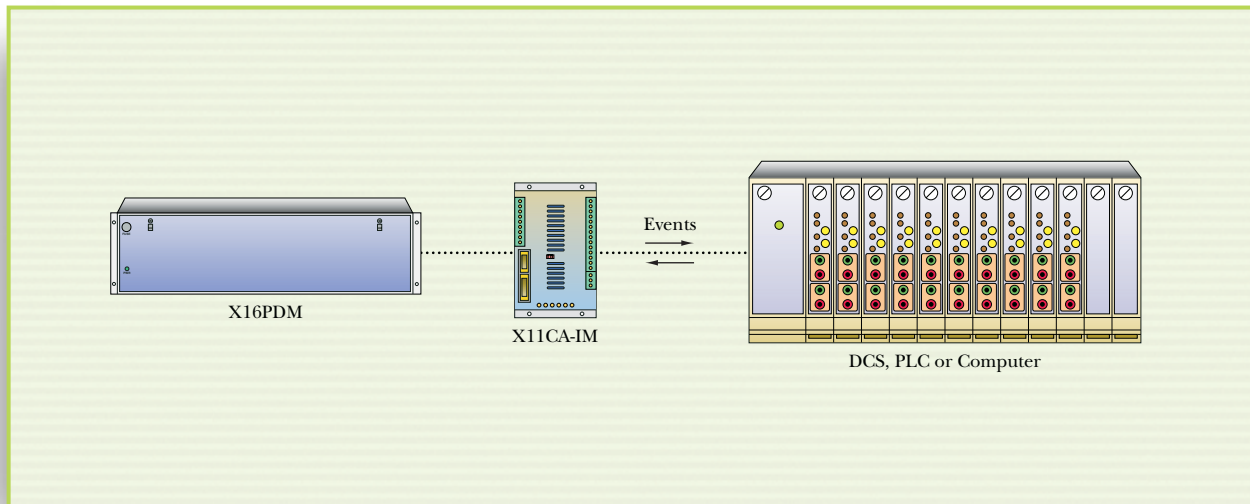 Events
X16PDM
X11CA-IM
DCS, PLC or Computer